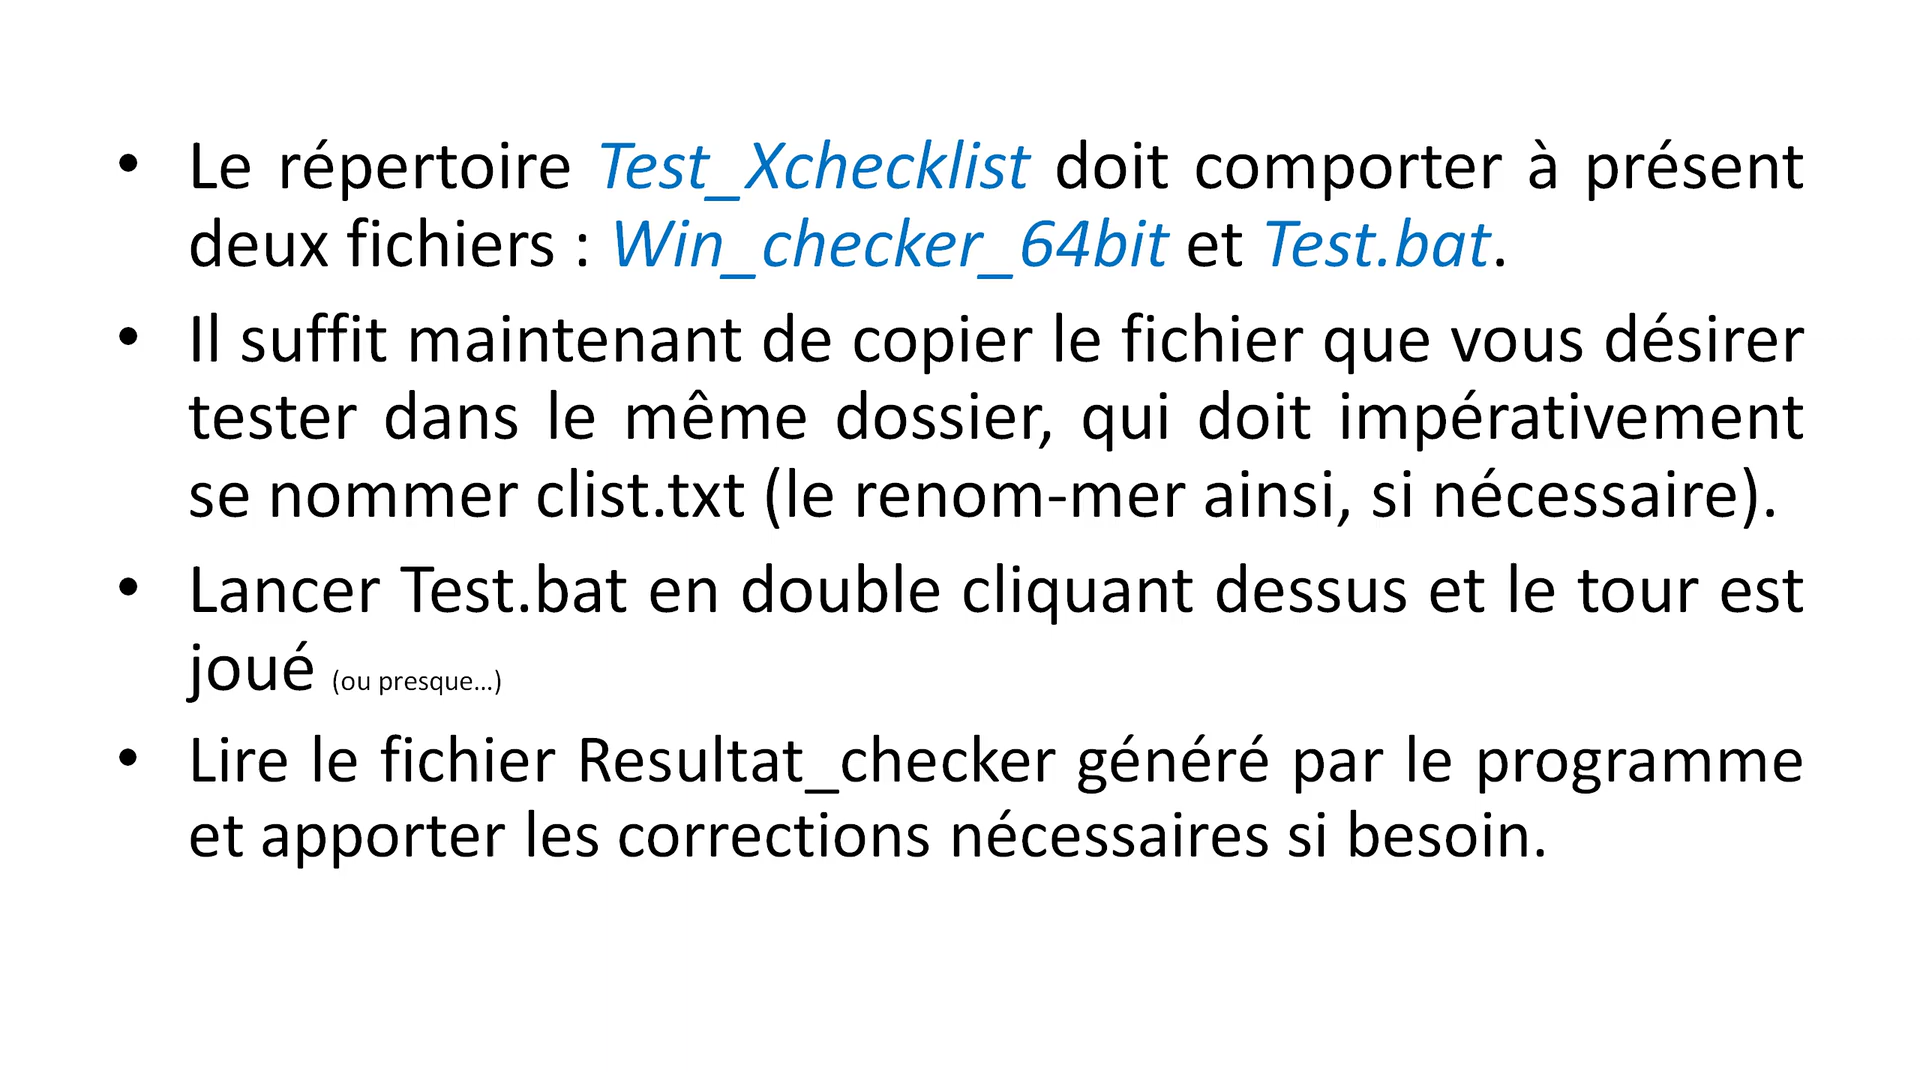 • Le répertoire Test_Xchecklist doit comporter à présent
deux fichiers : Win_checker_64bit et Test.bat.
• Il suffit maintenant de copier le fichier que vous désirer
tester dans le même dossier, qui doit impérativement
se nommer clist.txt (le renom-mer ainsi, si nécessaire).
• Lancer Test.bat en double cliquant dessus et le tour est
joué (ou presque…)
• Lire le fichier Resultat_checker généré par le programme
et apporter les corrections nécessaires si besoin.